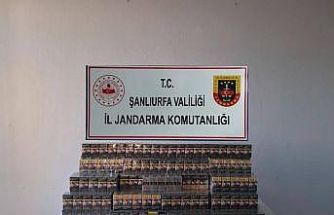 T.C.
ŞANLIURFA VALİLİĞİ
İL JANDARMA KOMUTANLIĞI